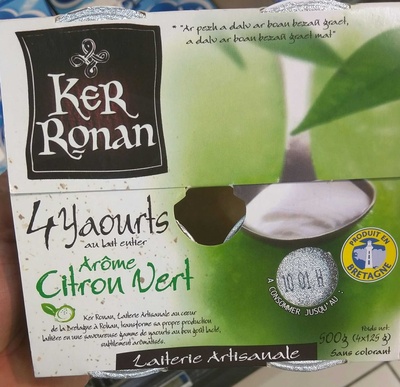 * "Ar pezh a dalv ar boan bezañ graet,
a dalv ar boan bezañ graet mat"
KER
RONAN
4 Yaourts
au lait entier
Arôme
Citron Vert
Ker Ronan, Laiterie Artisanale au cœur
de la Bretagne à Rohan, transforme sa propre production
laitière en une savoureuse gamme de yaourts au bon goût lacté,
subtilement aromatisés.
PRODUIT EN
BRETAGNE
10 01 H
A CONSOMMER JUSQU'AU :
Poids net:
500g (4x125g)
Sans colorant
Laiterie Artisanale